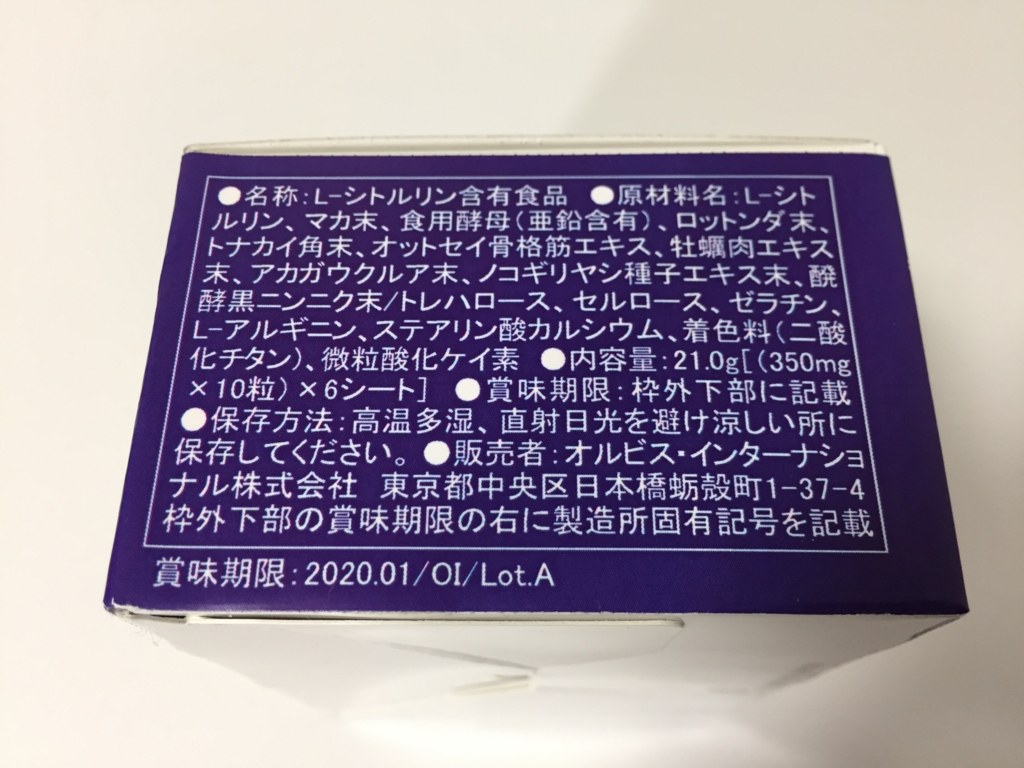 ●名称：L-シトルリン含有食品 ●原材料名：L-シト
ルリン、マカ末、食用酵母（亜鉛含有）、ロットンダ末、
トナカイ角末、オットセイ骨格筋エキス、牡蠣肉エキス
末、アカガウクルア末、ノコギリヤシ種子エキス末、醗
酵黒ニンニク末/トレハロース、セルロース、ゼラチン、
L-アルギニン、ステアリン酸カルシウム、着色料（二酸
化チタン）、微粒酸化ケイ素 ●内容量：21.0g[（350mg
×10粒）×6シート] ●賞味期限：枠外下部に記載
●保存方法：高温多湿、直射日光を避け涼しい所に
保存してください。 ●販売者：オルビス・インターナショ
ナル株式会社 東京都中央区日本橋蛎殻町1-37-4
枠外下部の賞味期限の右に製造所固有記号を記載
賞味期限：2020.01/OI/Lot.A